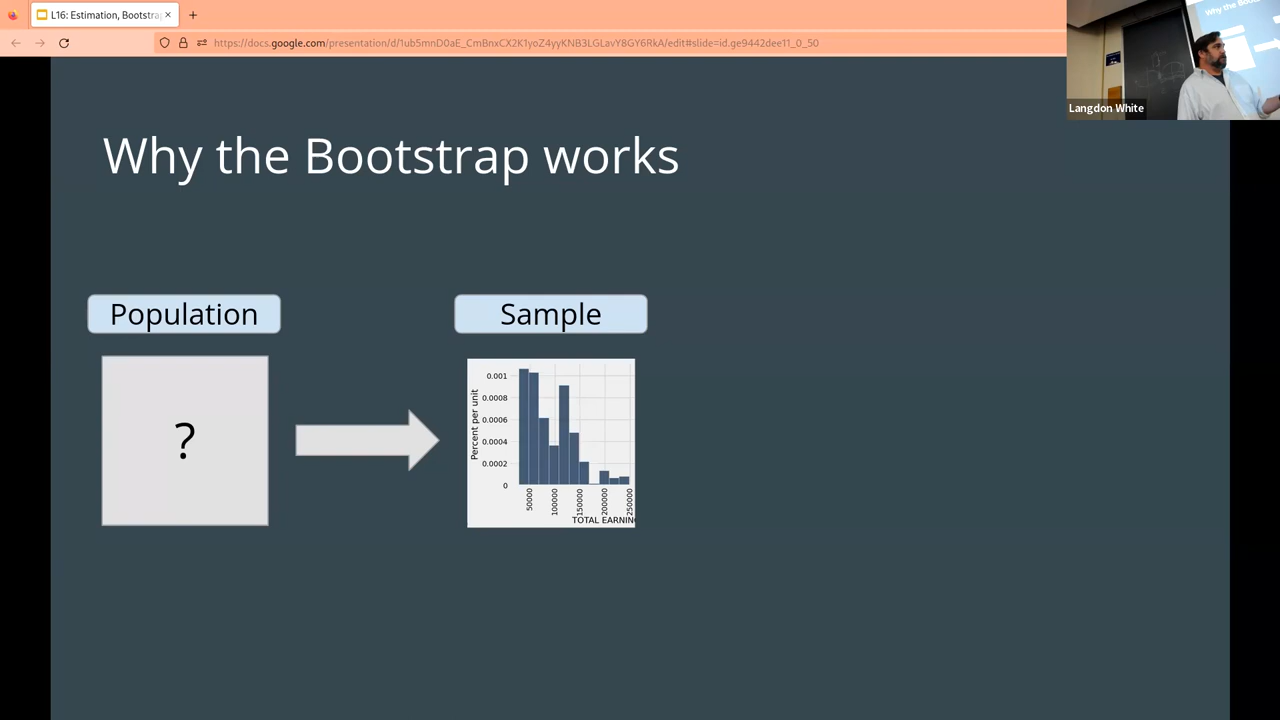 L16: Estimation, Bootstra
https://docs.google.com/presentation/d/1ub5mnD0aE_CmBnxCX2K1yoZ4yyKNB3LGLavY8GY6RkA/edit#slide=id.ge9442dee11_0_50
Why the
Langdon White
Why the Bootstrap works
Population
Sample
?
Percent per unit
0.001
0.0008
0.0006
0.0004
0.0002
0
50000
100000
150000
200000
250000
TOTAL EARNIN